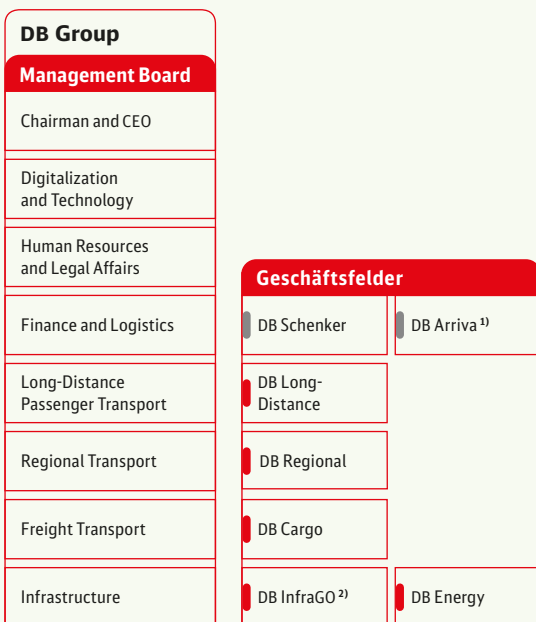 DB Group
Management Board
Chairman and CEO
Digitalization
and Technology
Human Resources
and Legal Affairs
Geschäftsfelder
Finance and Logistics
DB Schenker
DB Arriva 1)
Long-Distance
Passenger Transport
DB Long-
Distance
Regional Transport
DB Regional
Freight Transport
DB Cargo
Infrastructure
DB InfraGO 2)
DB Energy